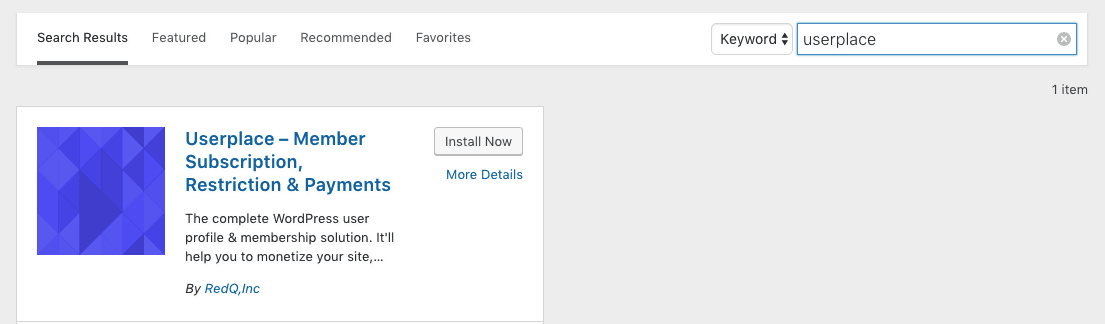 Search Results Featured Popular Recommended Favorites Keyword userplace
1 item
Userplace – Member
Subscription,
Restriction & Payments
Install Now
More Details
The complete WordPress user
profile & membership solution. It'll
help you to monetize your site,...
By RedQ,Inc